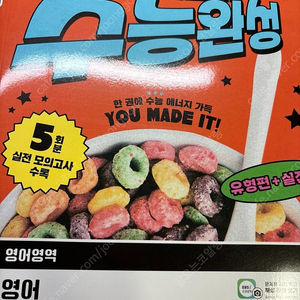 수능완성
한 권에 수능 에너지 가득
YOU MADE IT!
5회분
실전 모의고사
수록
유형편+실전
영어영역
영어